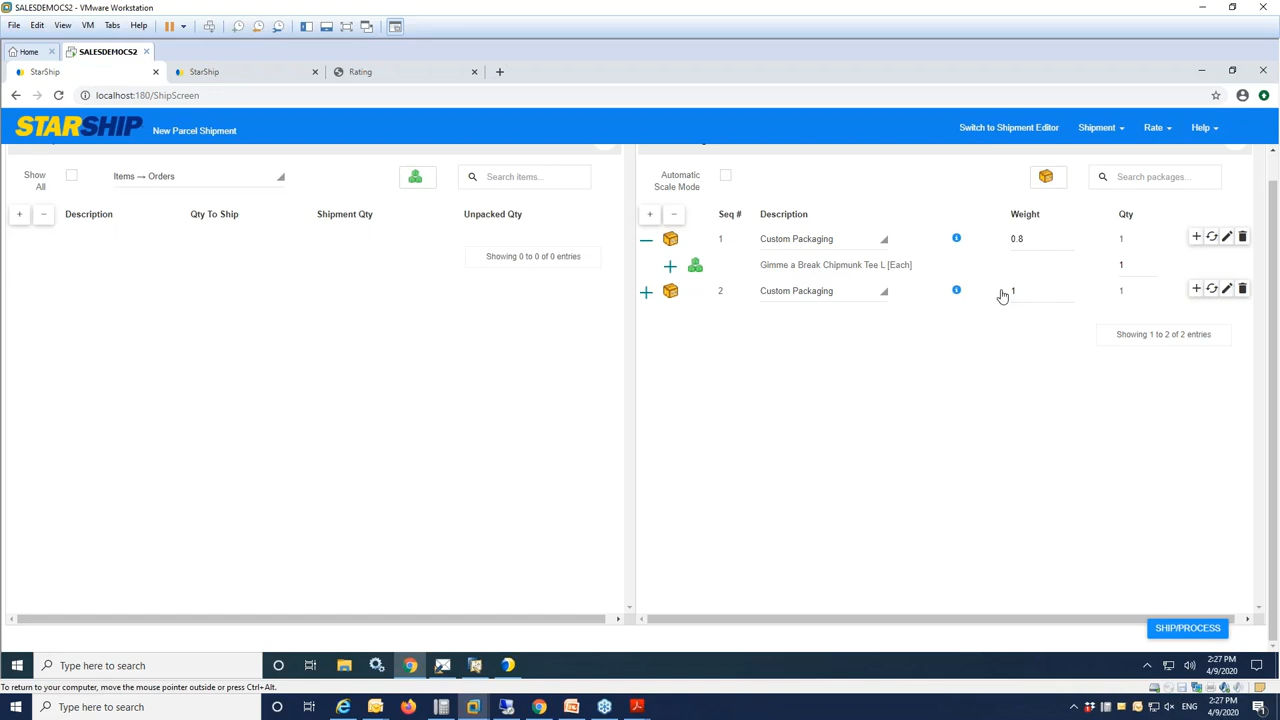 SALESDEMOCS2 - VMware Workstation
File Edit View VM Tabs Help
Home SALESDEMOCS2
StarShip StarShip Rating
localhost:180/ShipScreen
STARSHIP New Parcel Shipment Switch to Shipment Editor Shipment Rate Help
Show All Items → Orders Search items...
Automatic Scale Mode Search packages...
Description Qty To Ship Shipment Qty Unpacked Qty
Showing 0 to 0 of 0 entries
Seq # Description Weight Qty
1 Custom Packaging 0.8 1
Gimme a Break Chipmunk Tee L [Each] 1
2 Custom Packaging 1 1
Showing 1 to 2 of 2 entries
SHIP/PROCESS
Type here to search 2:27 PM
4/9/2020
To return to your computer, move the mouse pointer outside or press Ctrl+Alt.
Type here to search 2:27 PM
4/9/2020